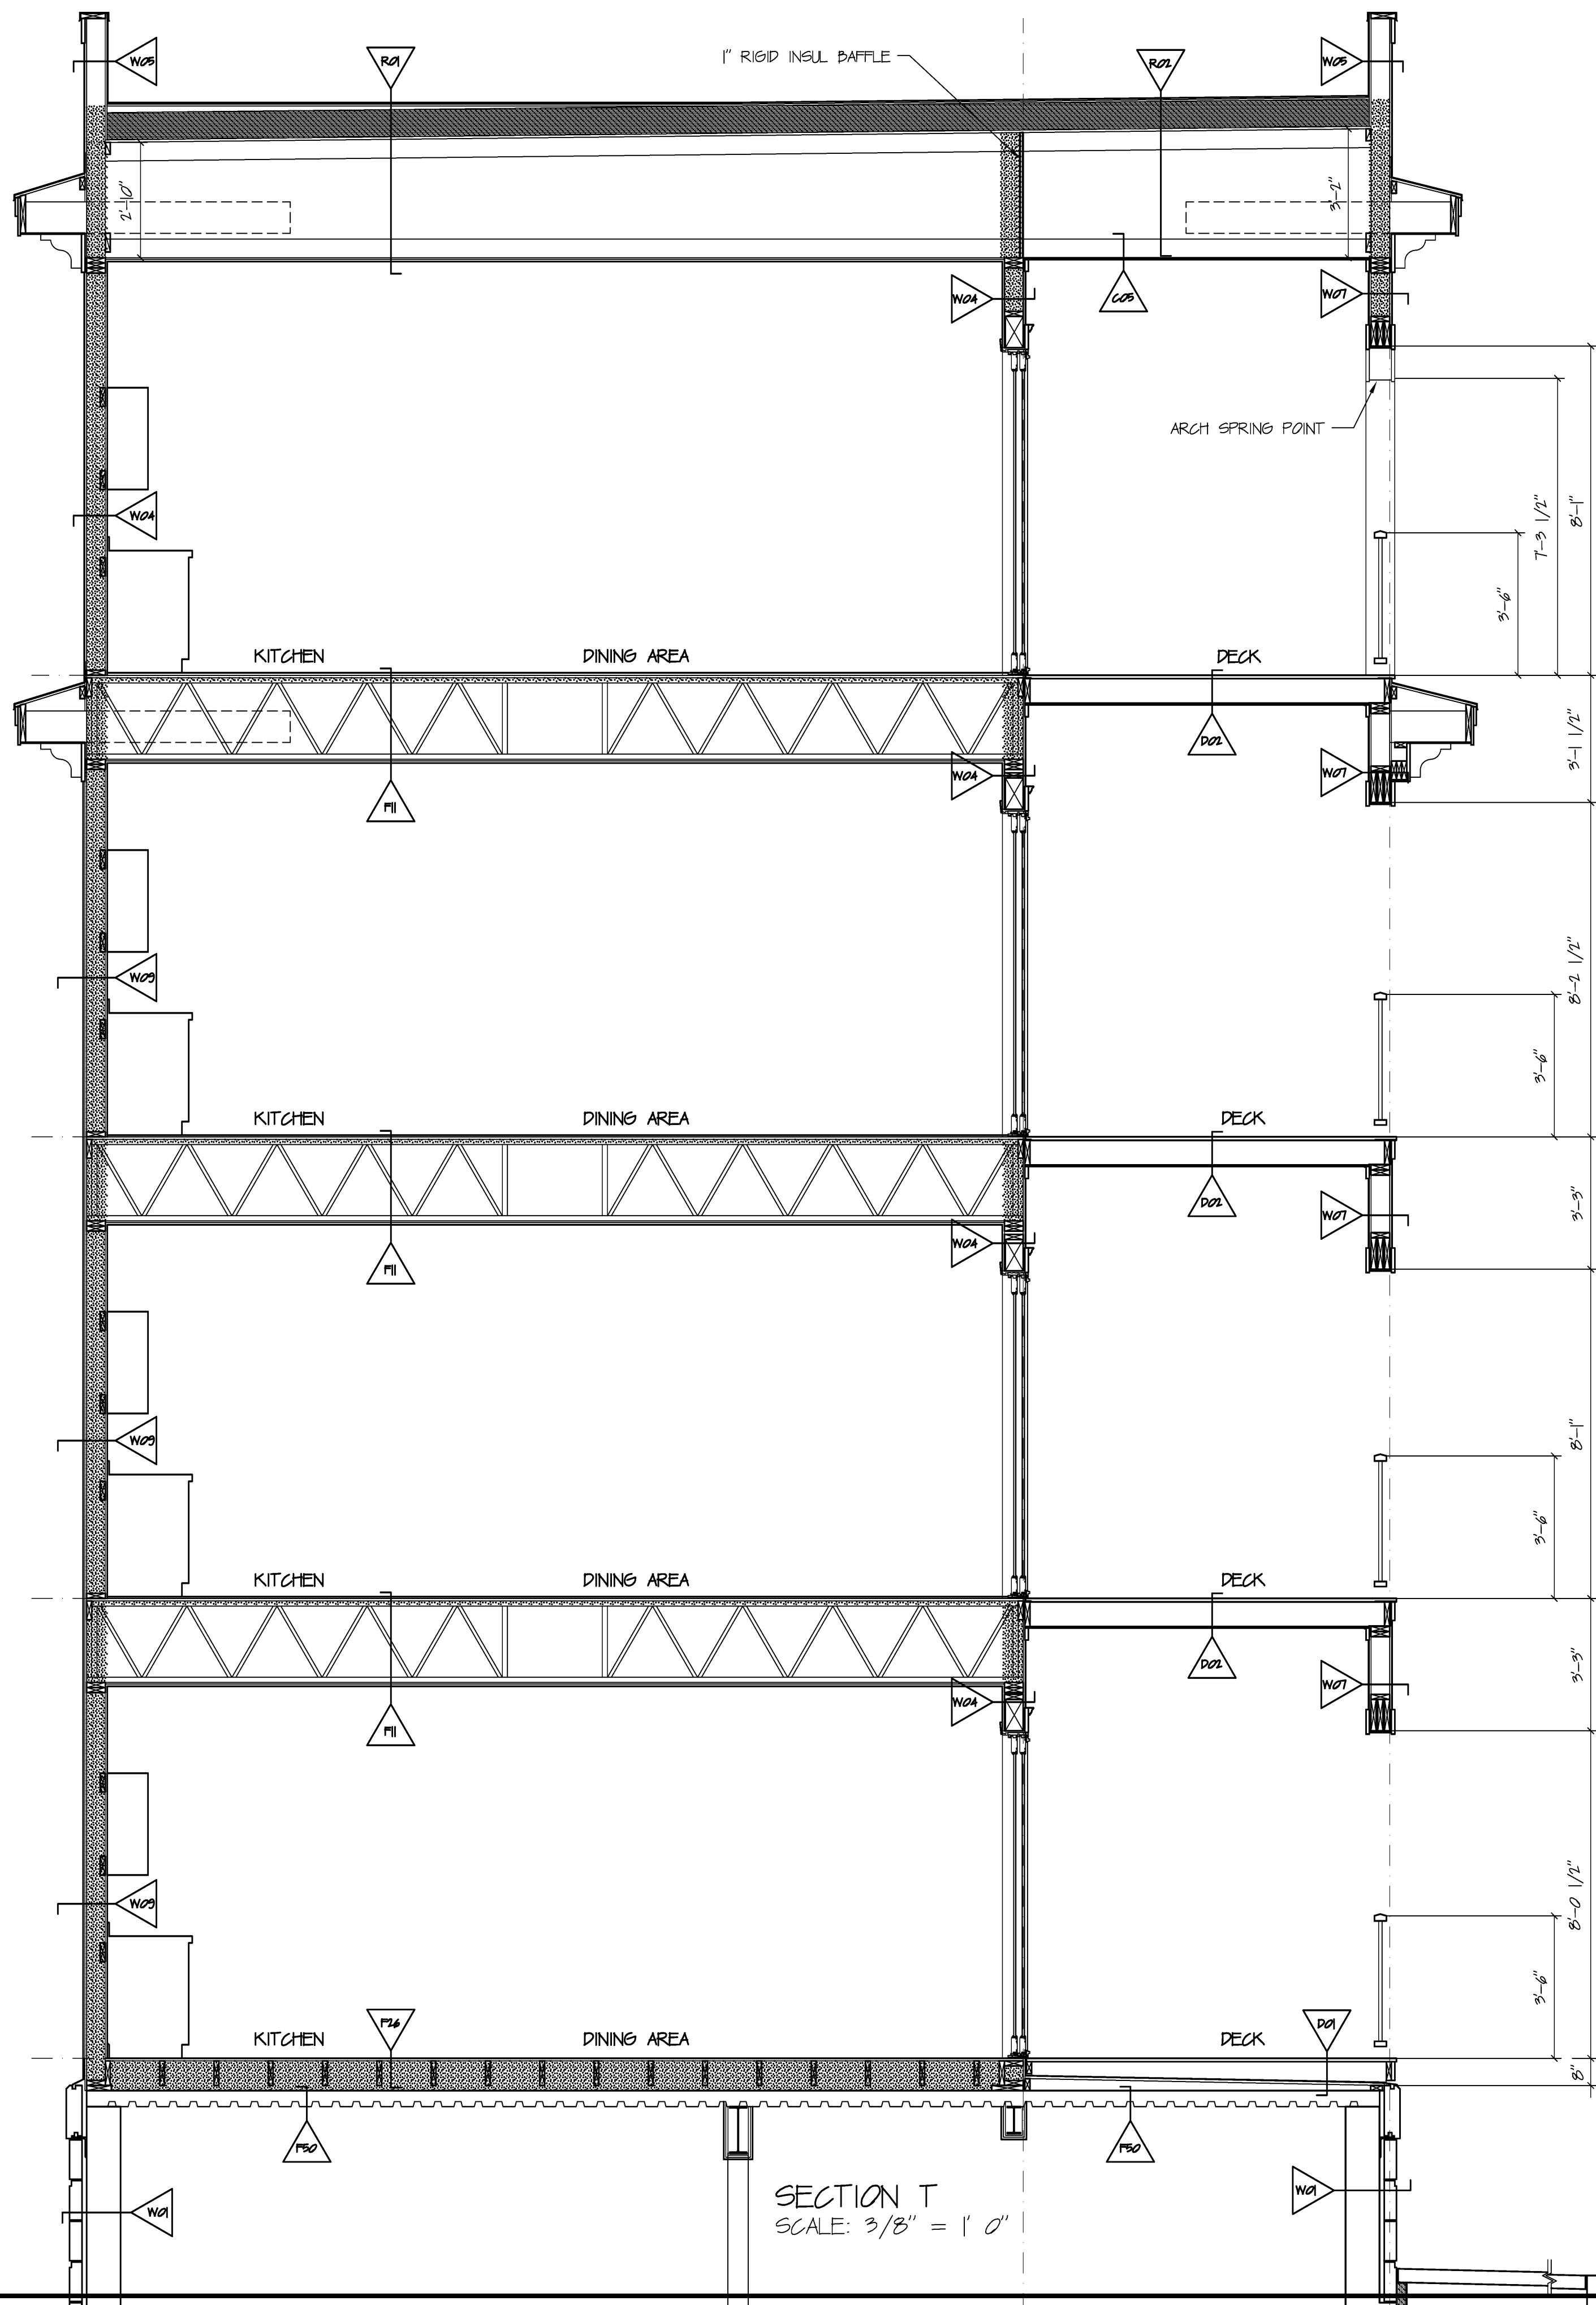 W05
R01
1" RIGID INSUL BAFFLE
R02
W05
2'-10"
3'-2"
W04
C05
W07
ARCH SPRING POINT
W04
7'-3 1/2"
8'-1"
3'-6"
KITCHEN
DINING AREA
DECK
D02
3'-1 1/2"
W04
W07
F11
W09
8'-2 1/2"
3'-6"
KITCHEN
DINING AREA
DECK
D02
W07
3'-3"
W04
F11
W09
8'-1"
3'-6"
KITCHEN
DINING AREA
DECK
D02
3'-3"
W04
W07
F11
W09
8'-0 1/2"
3'-6"
F26
D01
KITCHEN
DINING AREA
DECK
8"
F50
F50
W01
W01
SECTION T
SCALE: 3/8" = 1' 0"